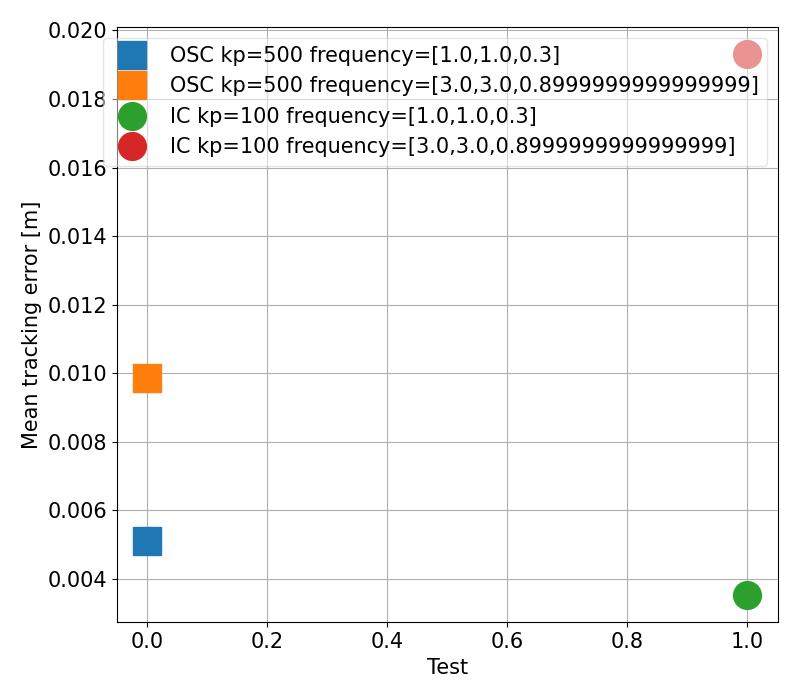 0.020
OSC kp=500 frequency=[1.0,1.0,0.3]
OSC kp=500 frequency=[3.0,3.0,0.8999999999999999]
0.018
IC kp=100 frequency=[1.0,1.0,0.3]
IC kp=100 frequency=[3.0,3.0,0.8999999999999999]
0.016
0.014
0.012
0.010
0.008
0.006
0.004
Mean tracking error [m]
0.0 0.2 0.4 0.6 0.8 1.0
Test